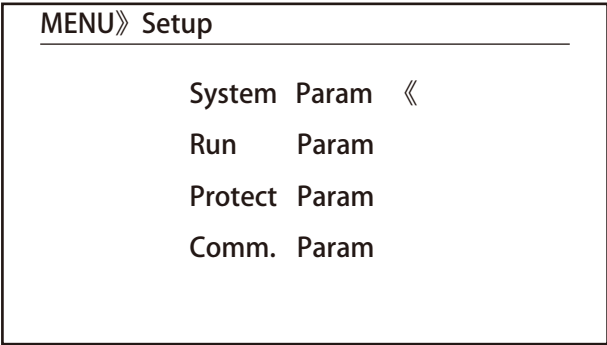 MENU》Setup
System Param 《
Run Param
Protect Param
Comm. Param